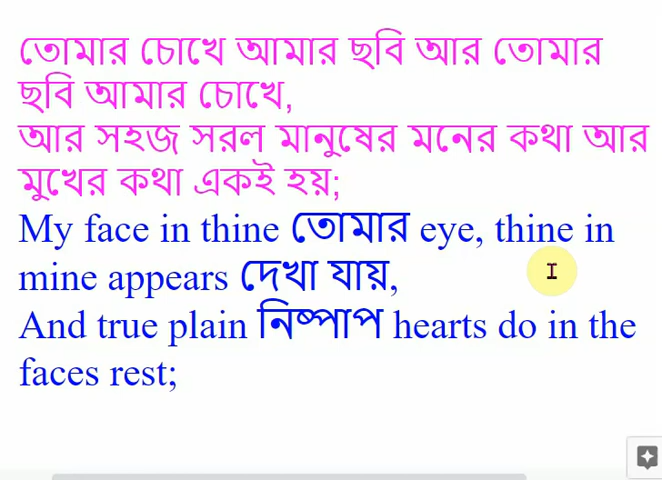 তোমার চোখে আমার ছবি আর তোমার
ছবি আমার চোখে,
আর সহজ সরল মানুষের মনের কথা আর
মুখের কথা একই হয়;
My face in thine তোমার eye, thine in
mine appears দেখা যায়,
And true plain নিষ্পাপ hearts do in the
faces rest;